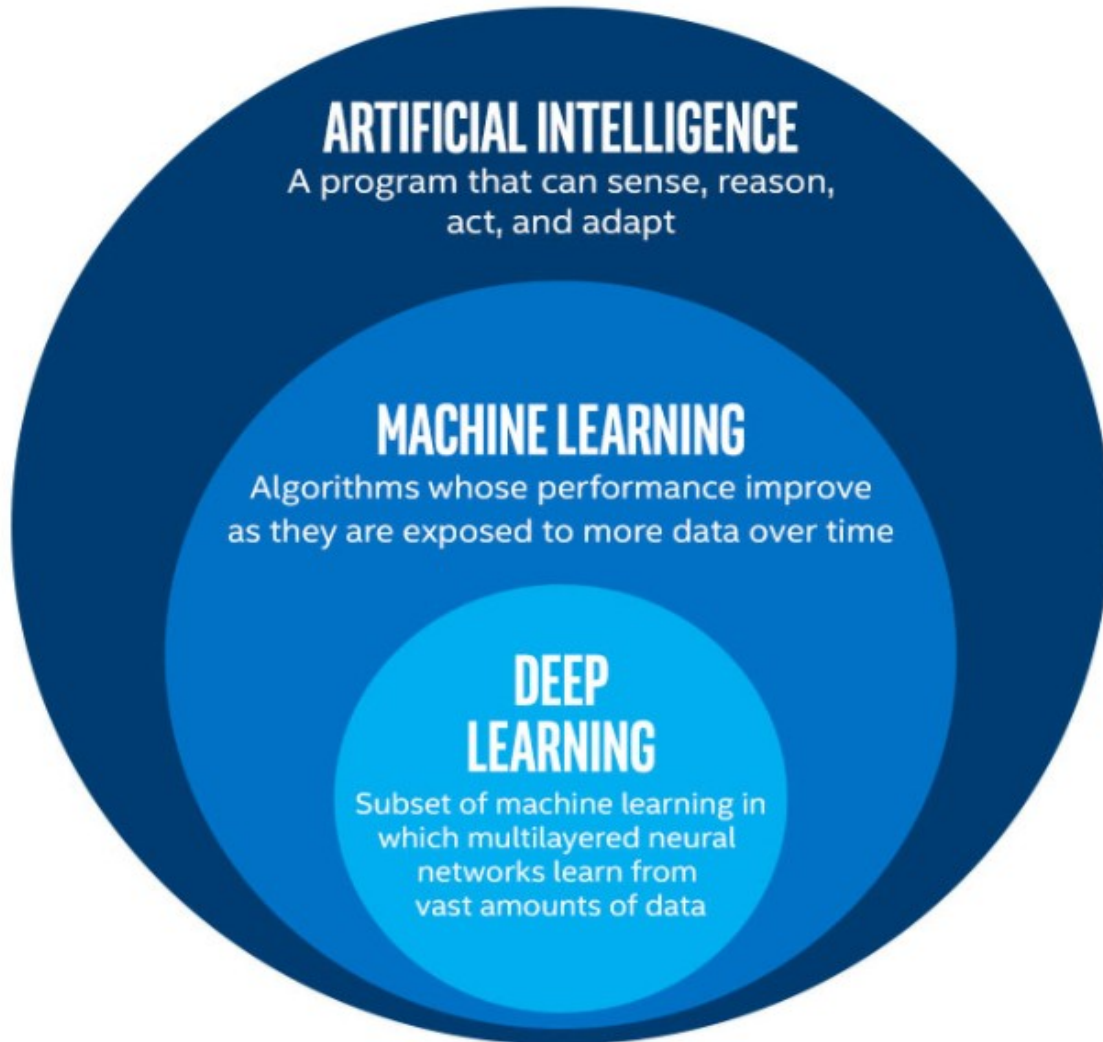 ARTIFICIAL INTELLIGENCE
A program that can sense, reason,
act, and adapt
MACHINE LEARNING
Algorithms whose performance improve
as they are exposed to more data over time
DEEP
LEARNING
Subset of machine learning in
which multilayered neural
networks learn from
vast amounts of data